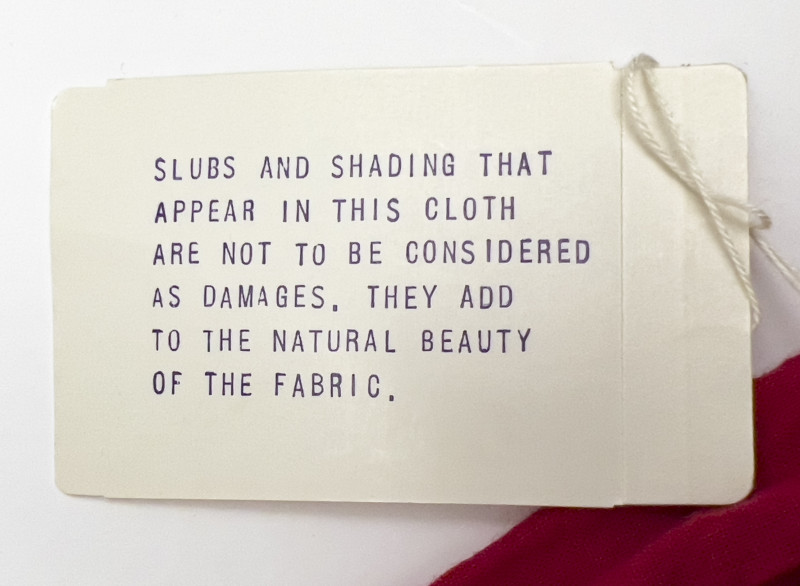 SLUBS AND SHADING THAT
APPEAR IN THIS CLOTH
ARE NOT TO BE CONSIDERED
AS DAMAGES. THEY ADD
TO THE NATURAL BEAUTY
OF THE FABRIC.